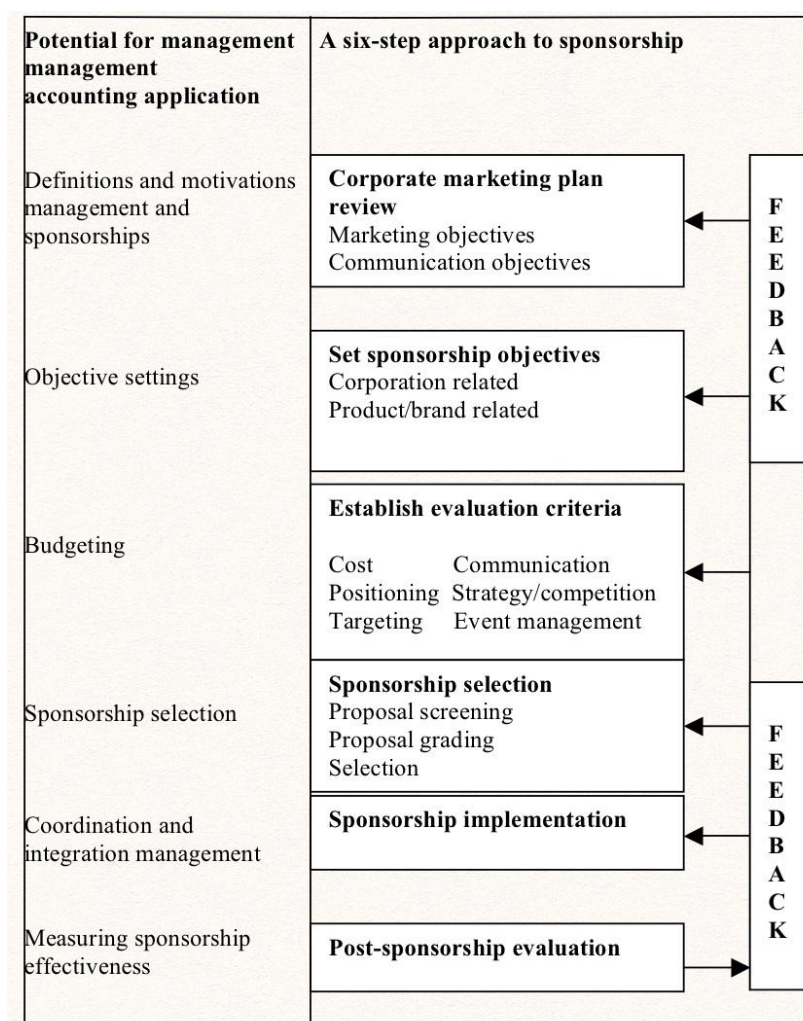 Potential for management
management
accounting application
A six-step approach to sponsorship
Definitions and motivations
management and
sponsorships
Corporate marketing plan
review
Marketing objectives
Communication objectives
Objective settings
Set sponsorship objectives
Corporation related
Product/brand related
Budgeting
Establish evaluation criteria
Cost Communication
Positioning Strategy/competition
Targeting Event management
Sponsorship selection
Sponsorship selection
Proposal screening
Proposal grading
Selection
Coordination and
integration management
Sponsorship implementation
Measuring sponsorship
effectiveness
Post-sponsorship evaluation
F
E
E
D
B
A
C
K
F
E
E
D
B
A
C
K